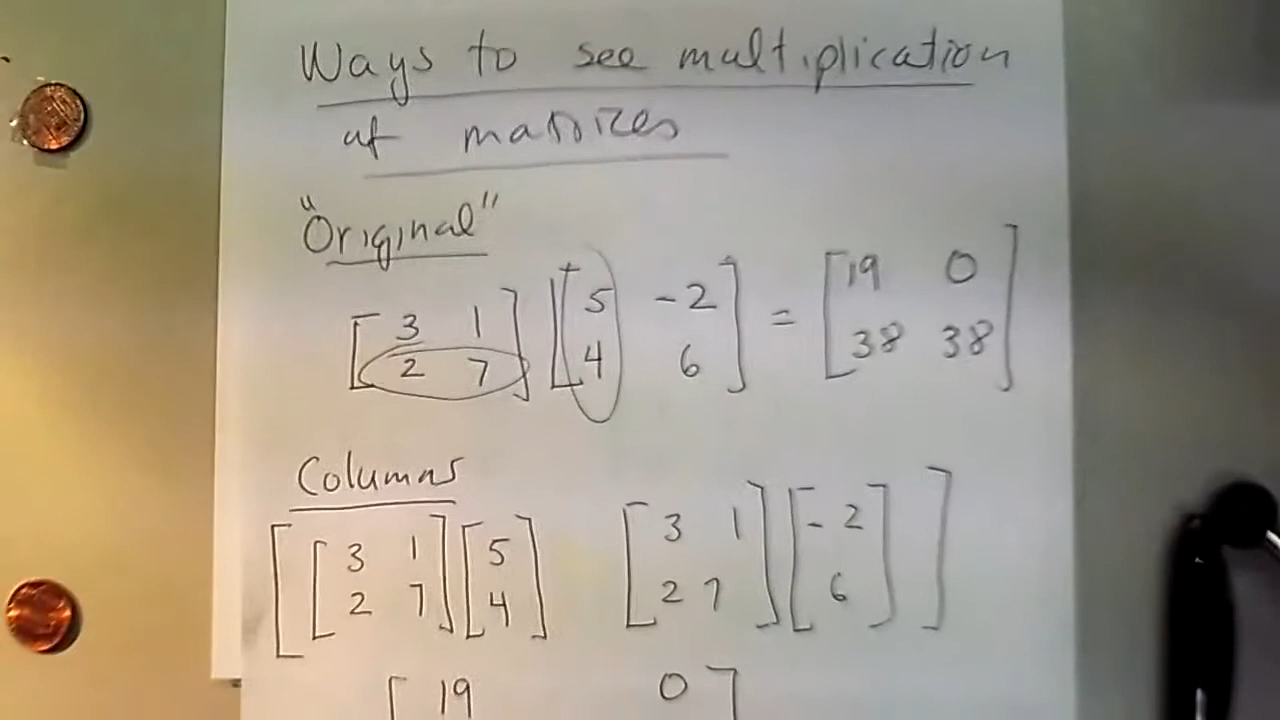 Ways to see multiplication
of matrices
"Original"
[ 3 1 ] [ 5 -2 ] = [ 19 0 ]
[ 2 7 ] [ 4 6 ] [ 38 38 ]
Columns
[ [ 3 1 ] [ 5 ] [ 3 1 ] [ -2 ] ]
[ [ 2 7 ] [ 4 ] [ 2 7 ] [ 6 ] ]
[ 19 0 ]